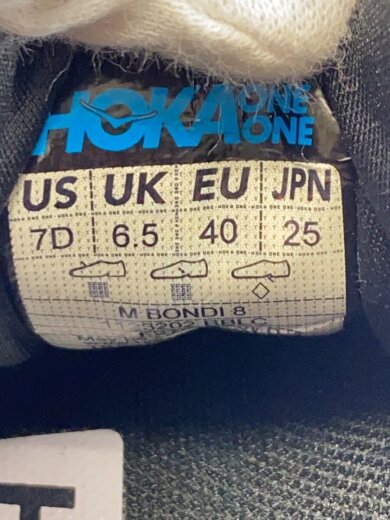 HOKA ONE ONE
US UK EU JPN
7D 6.5 40 25
M BONDI 8